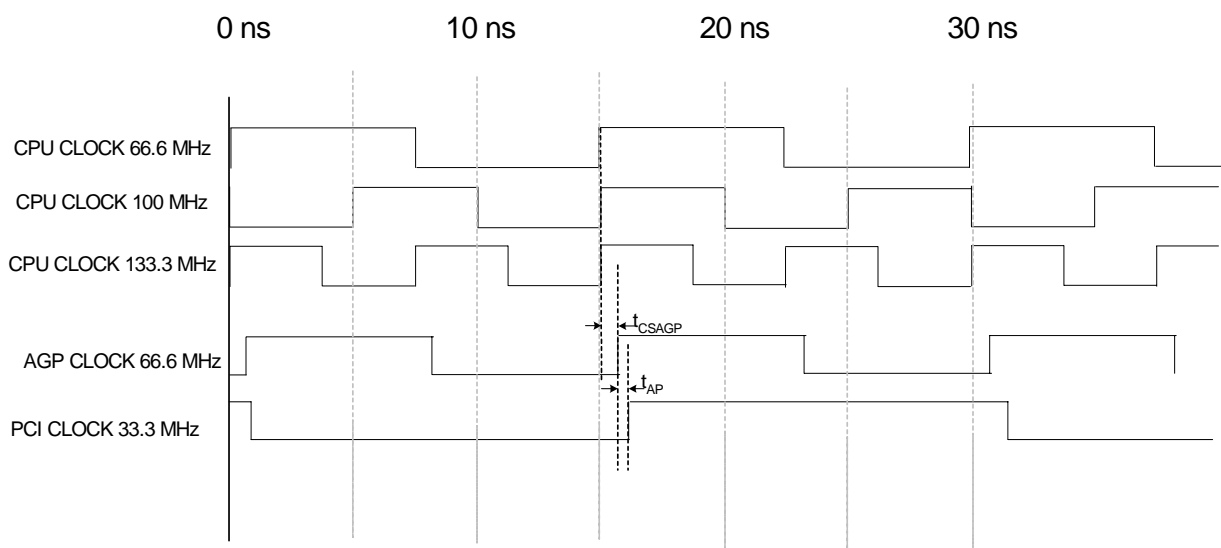 0 ns 10 ns 20 ns 30 ns
CPU CLOCK 66.6 MHz
CPU CLOCK 100 MHz
CPU CLOCK 133.3 MHz
tCSAGP
AGP CLOCK 66.6 MHz
tAP
PCI CLOCK 33.3 MHz